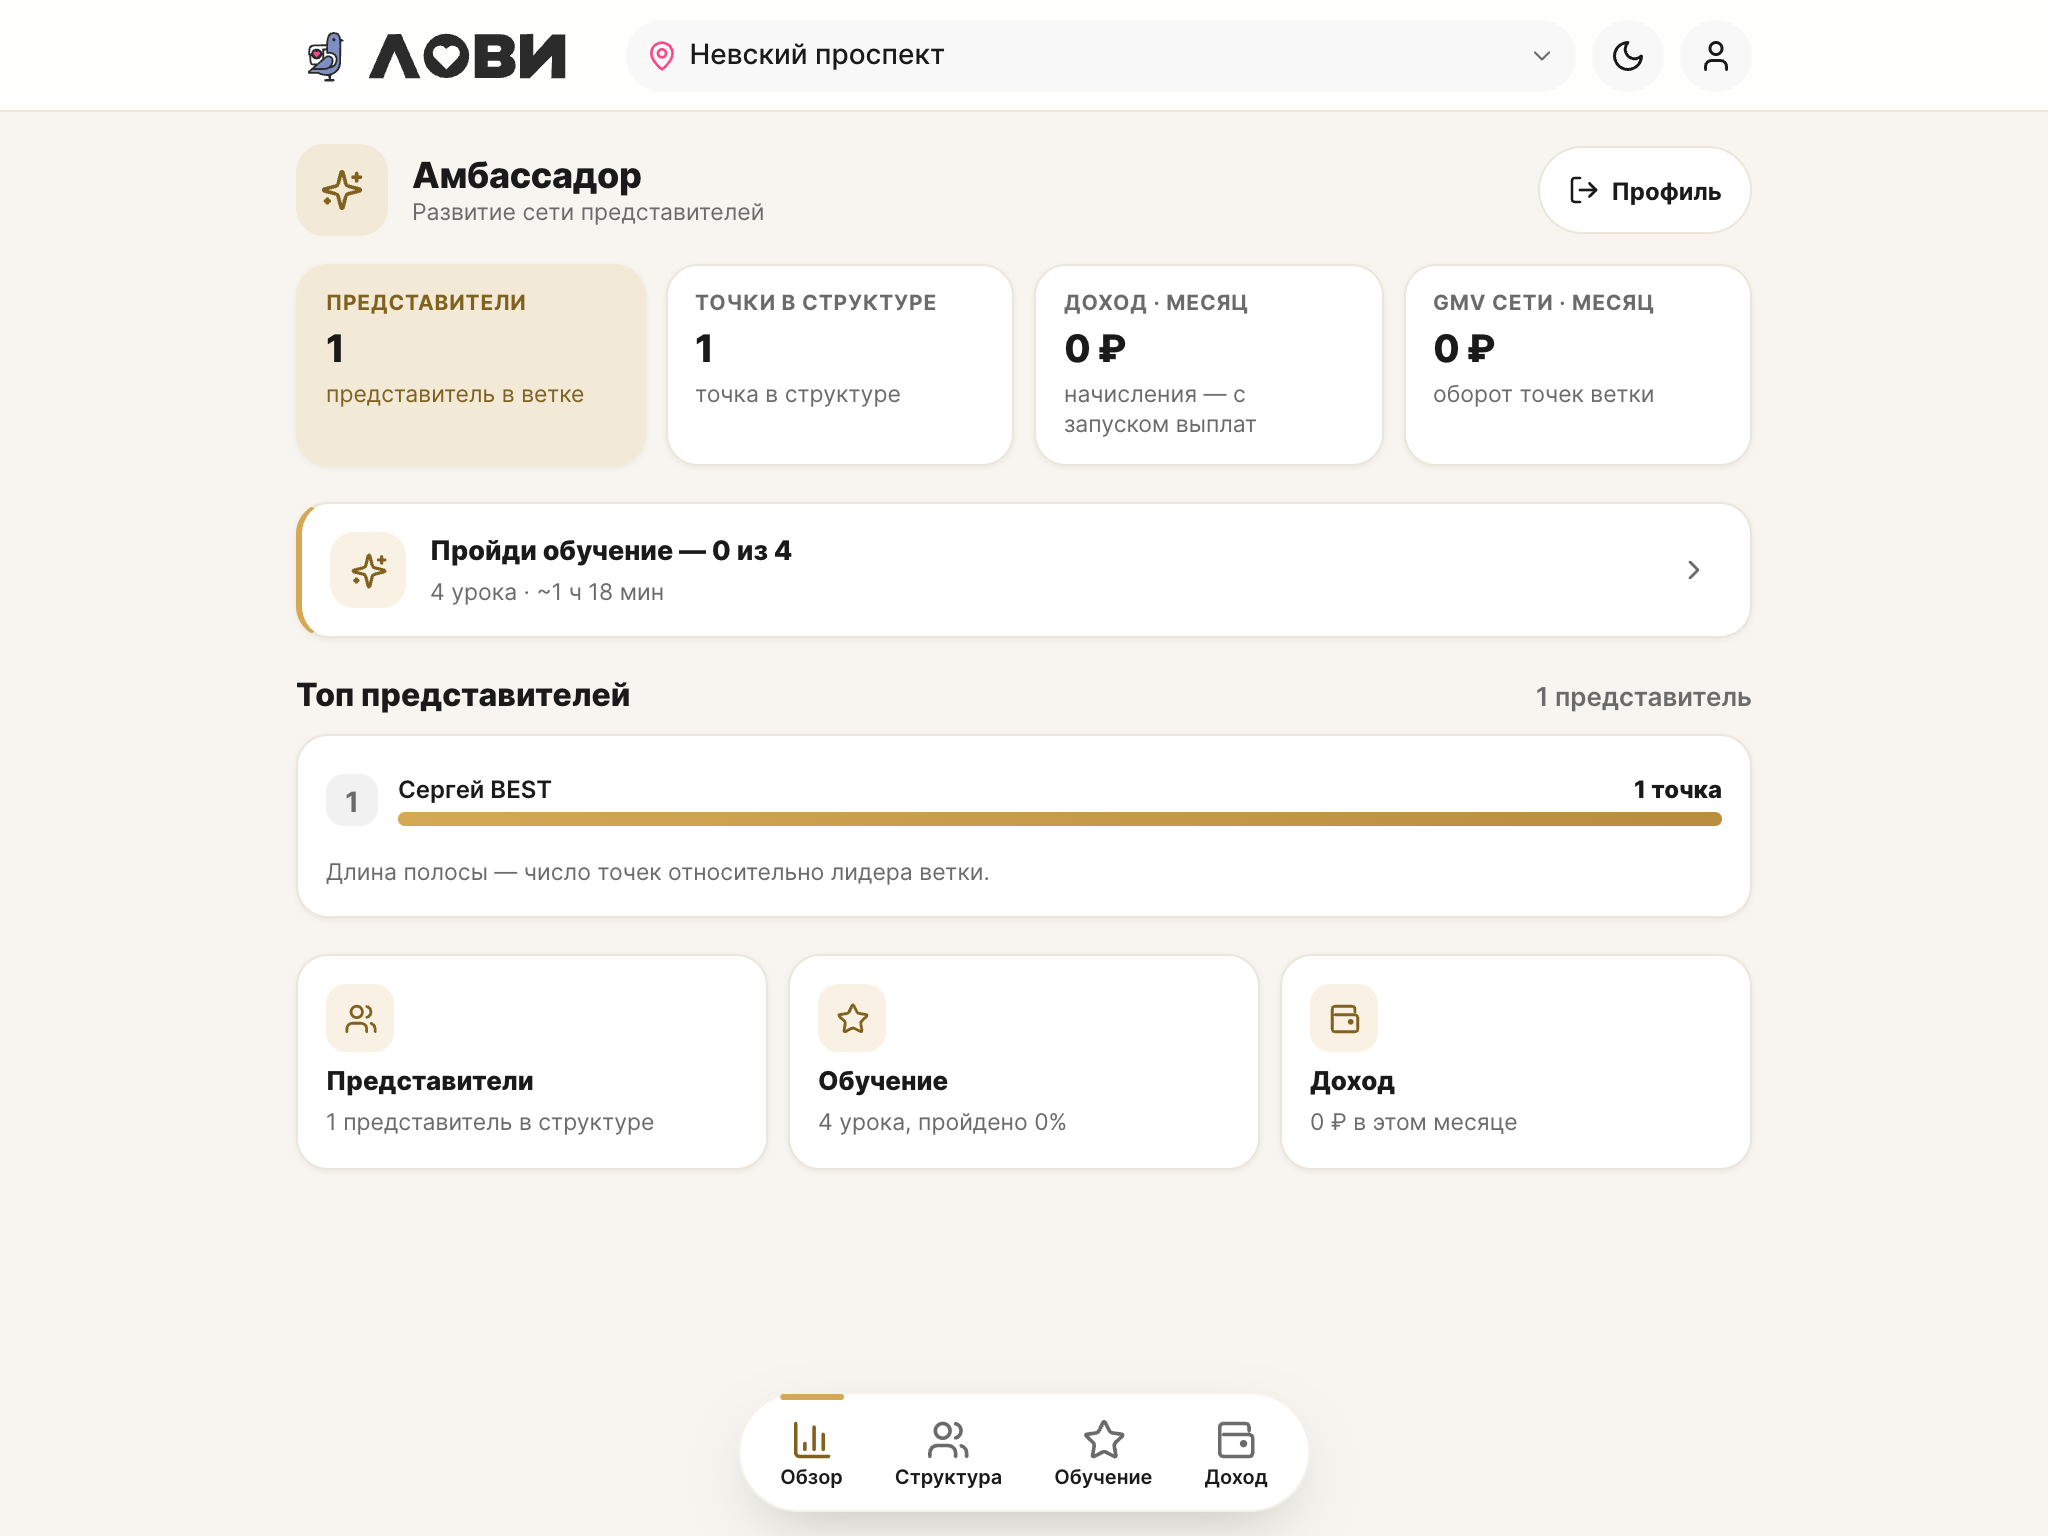 ЛОВИ
Невский проспект
Амбассадор
Развитие сети представителей
Профиль
ПРЕДСТАВИТЕЛИ
1
представитель в ветке
ТОЧКИ В СТРУКТУРЕ
1
точка в структуре
ДОХОД · МЕСЯЦ
0 ₽
начисления — с
запуском выплат
GMV СЕТИ · МЕСЯЦ
0 ₽
оборот точек ветки
Пройди обучение — 0 из 4
4 урока · ~1 ч 18 мин
Топ представителей
1 представитель
1
Сергей BEST
1 точка
Длина полосы — число точек относительно лидера ветки.
Представители
1 представитель в структуре
Обучение
4 урока, пройдено 0%
Доход
0 ₽ в этом месяце
Обзор
Структура
Обучение
Доход